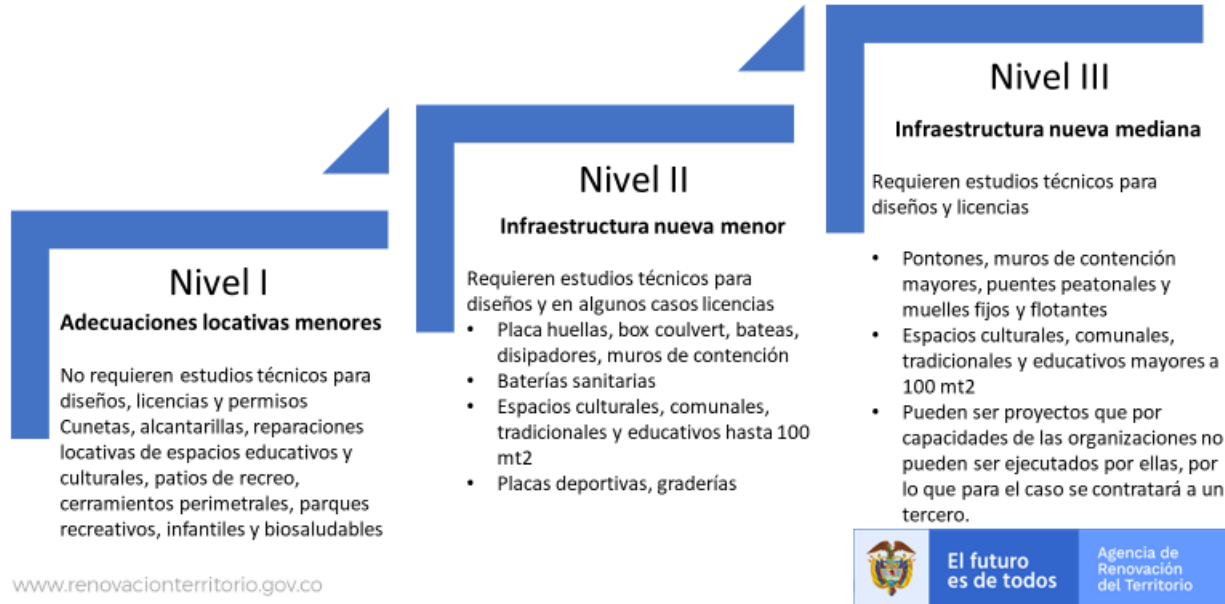 Nivel I
Adecuaciones locativas menores
No requieren estudios técnicos para
diseños, licencias y permisos
Cunetas, alcantarillas, reparaciones
locativas de espacios educativos y
culturales, patios de recreo,
cerramientos perimetrales, parques
recreativos, infantiles y biosaludables
Nivel II
Infraestructura nueva menor
Requieren estudios técnicos para
diseños y en algunos casos licencias
• Placa huellas, box coulvert, bateas,
disipadores, muros de contención
• Baterías sanitarias
• Espacios culturales, comunales,
tradicionales y educativos hasta 100
mt2
• Placas deportivas, graderías
Nivel III
Infraestructura nueva mediana
Requieren estudios técnicos para
diseños y licencias
• Pontones, muros de contención
mayores, puentes peatonales y
muelles fijos y flotantes
• Espacios culturales, comunales,
tradicionales y educativos mayores a
100 mt2
• Pueden ser proyectos que por
capacidades de las organizaciones no
pueden ser ejecutados por ellas, por
lo que para el caso se contratará a un
tercero.
www.renovacionterritorio.gov.co
El futuro
es de todos
Agencia de
Renovación
del Territorio